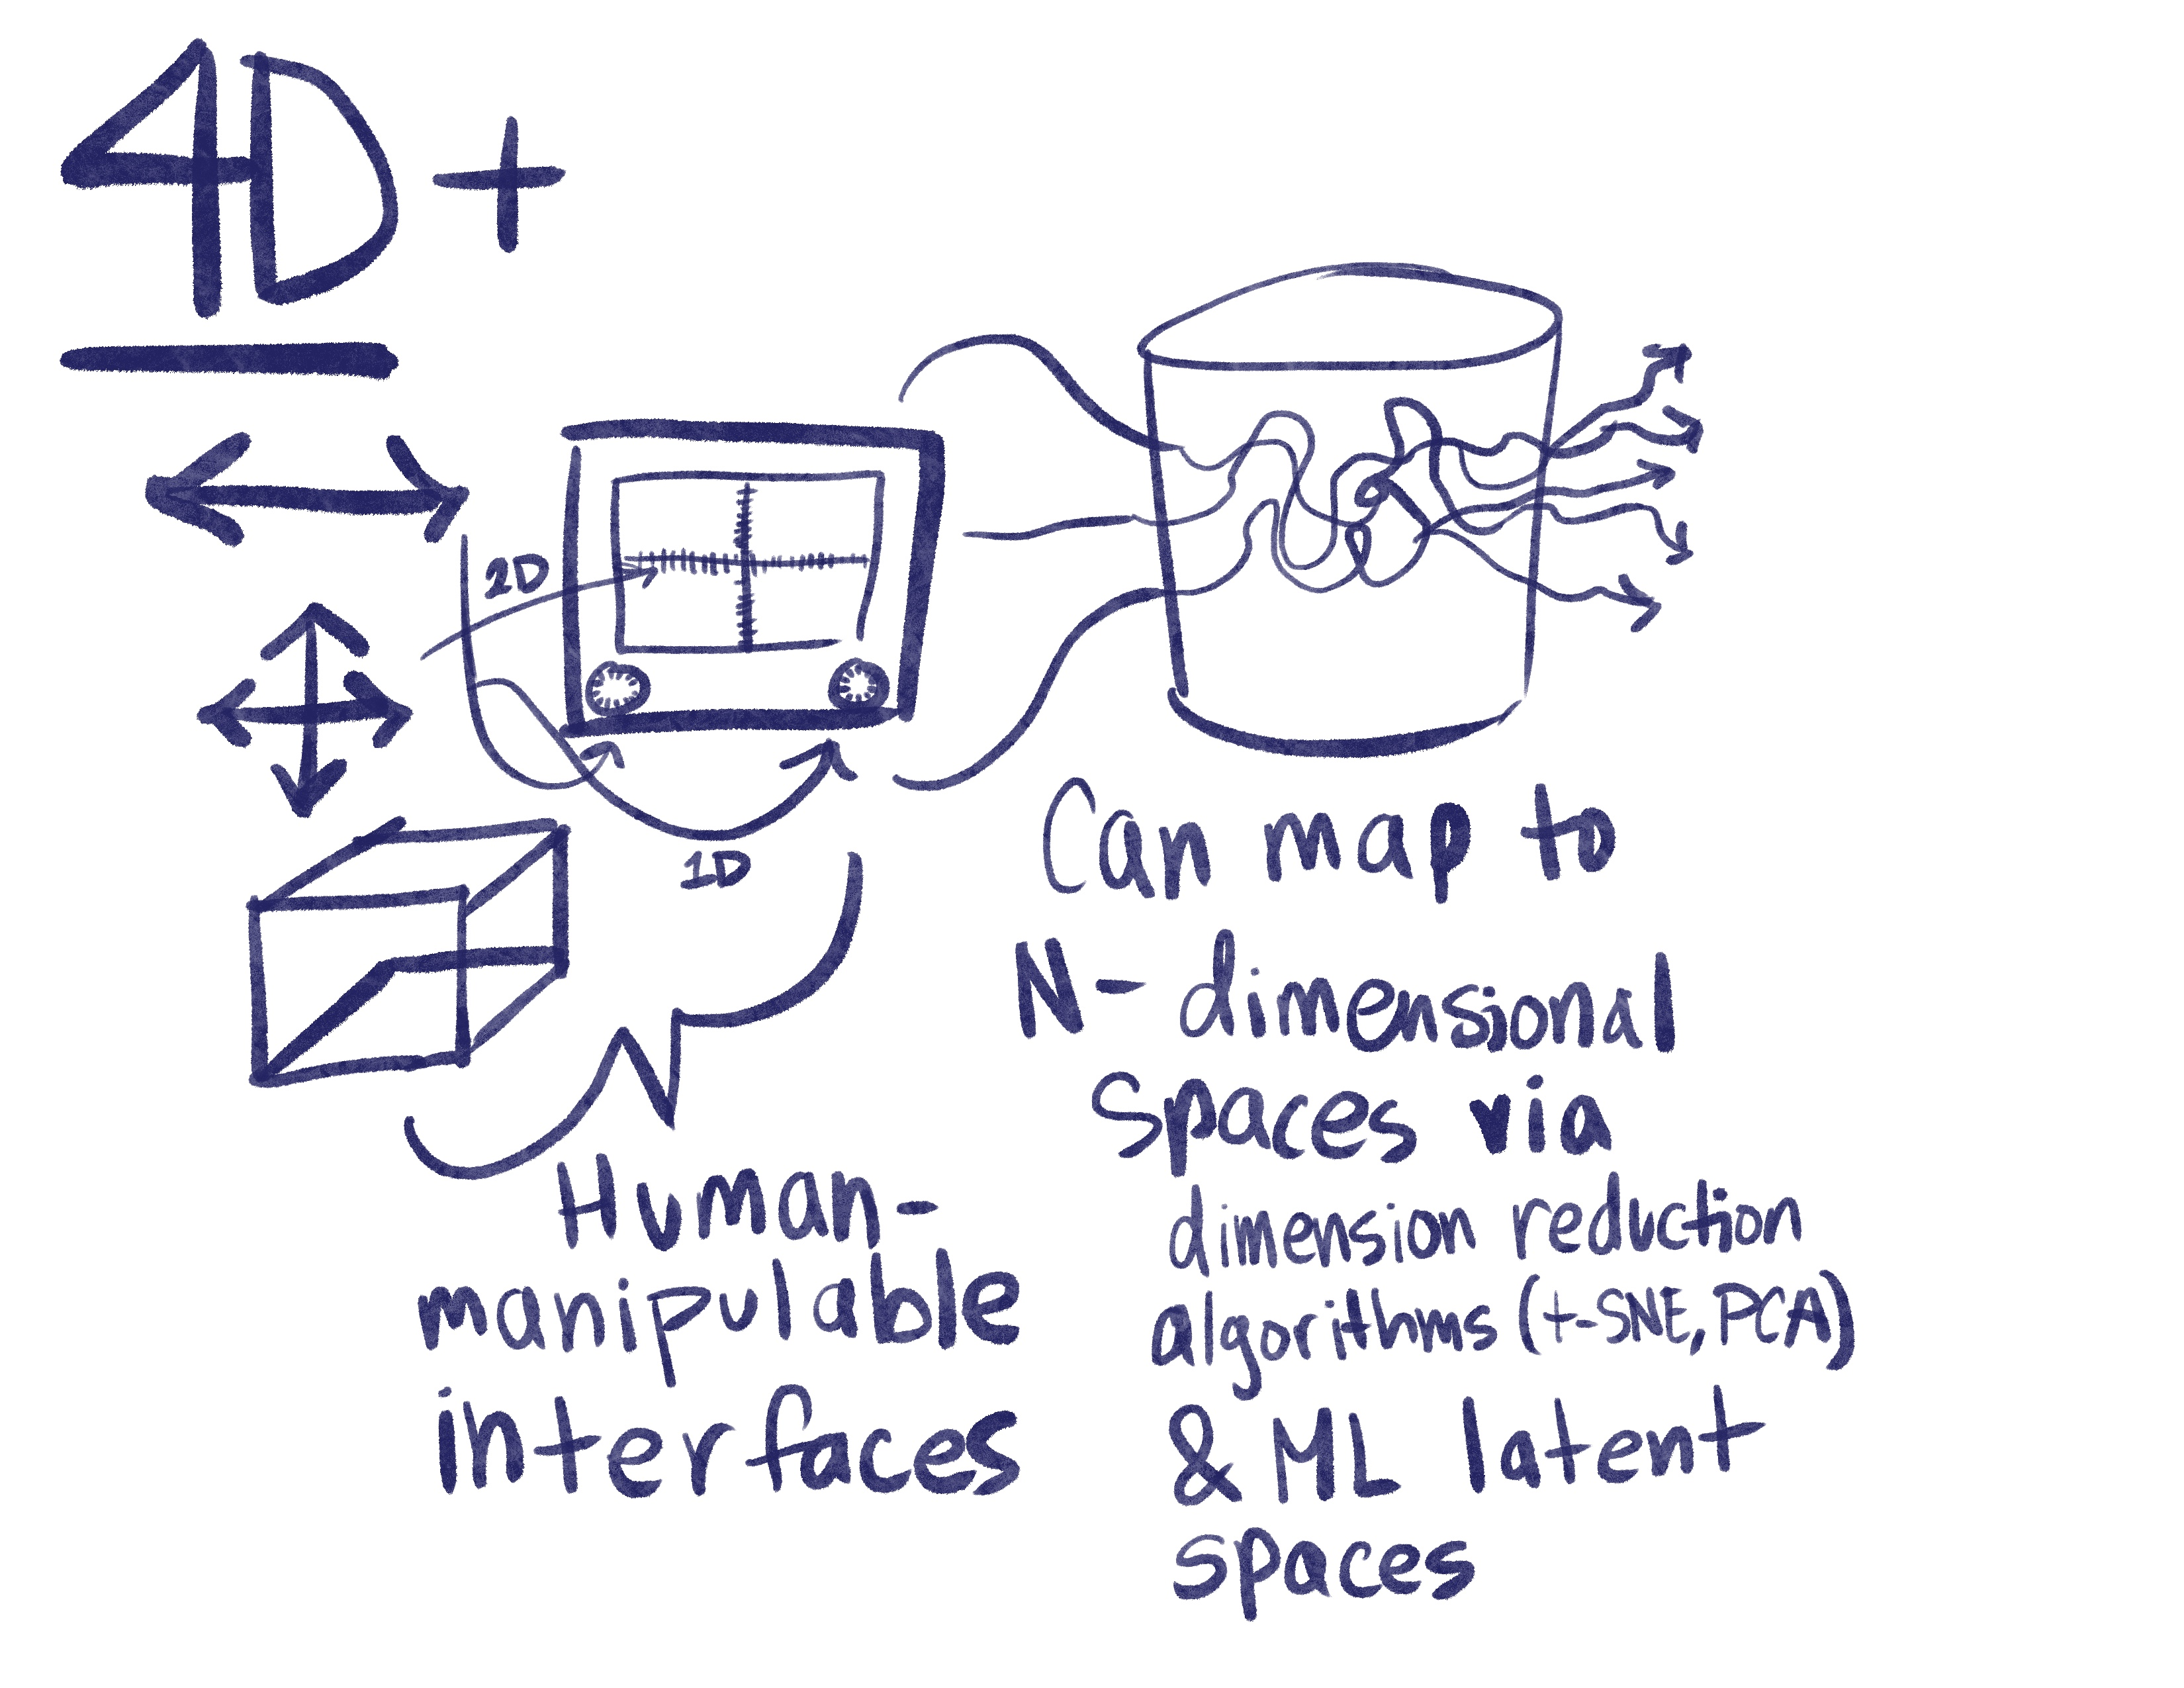 4D+
2D
1D
Human-
manipulable
interfaces
Can map to
N-dimensional
spaces via
dimension reduction
algorithms (t-SNE, PCA)
& ML latent
spaces